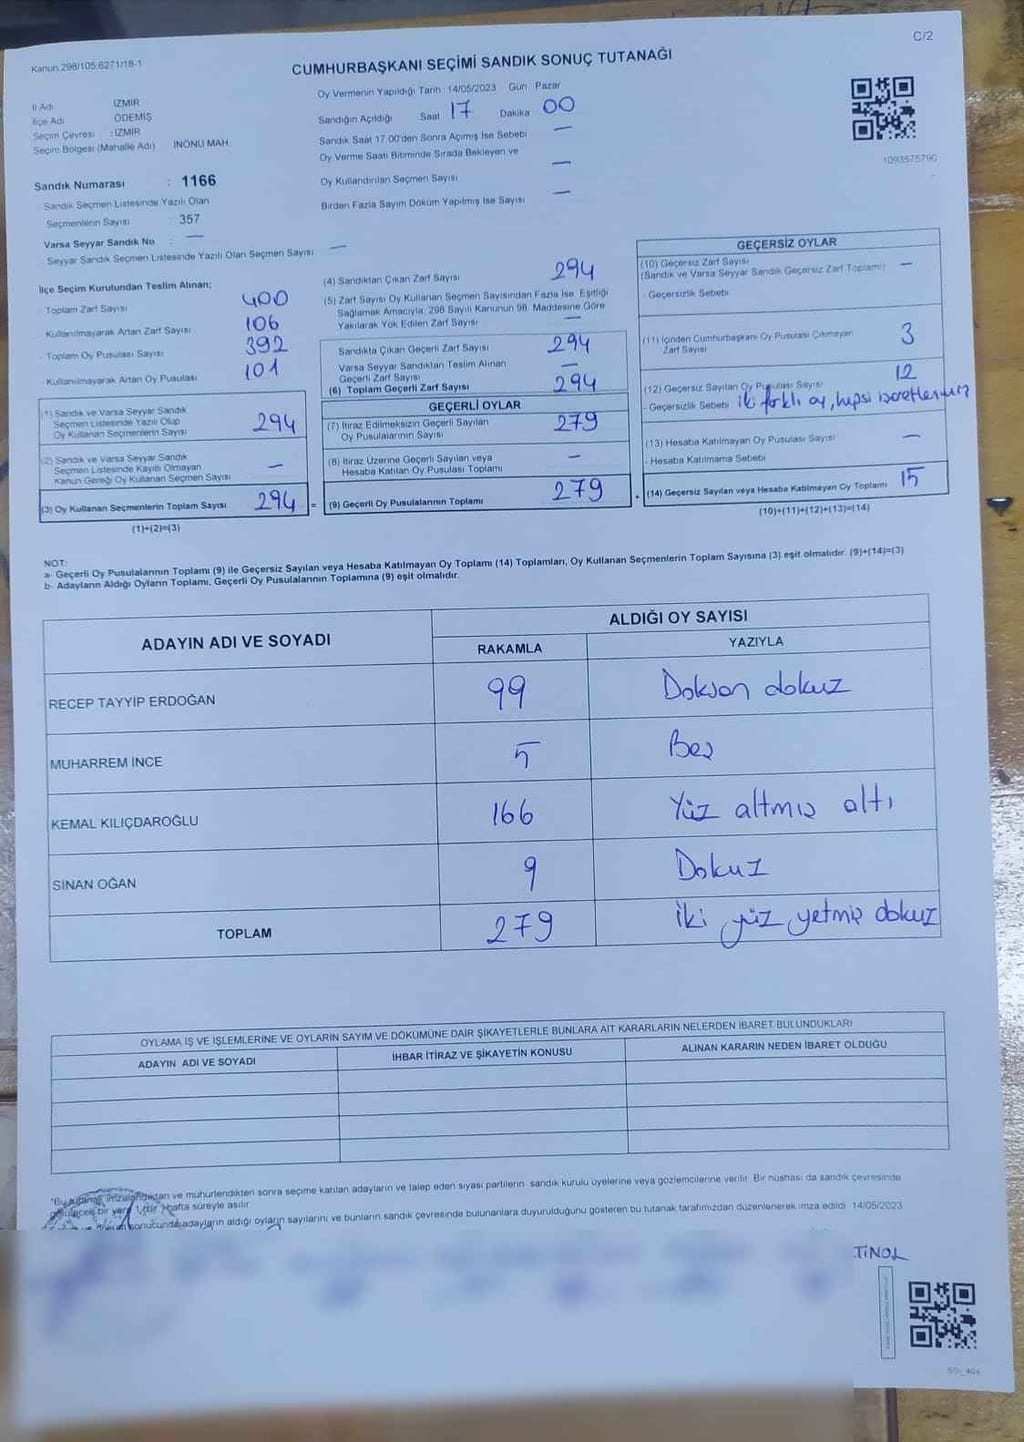 C/2
Kanun 298/105 6271/18-1
CUMHURBAŞKANI SEÇİMİ SANDIK SONUÇ TUTANAĞI
İl Adı İZMİR
İlçe Adı ÖDEMİŞ
Seçim Çevresi : İZMİR
Seçim Bölgesi (Mahalle Adı) İNÖNÜ MAH.
Sandık Numarası : 1166
Sandık Seçmen Listesinde Yazılı Olan
Seçmenlerin Sayısı : 357
Varsa Seyyar Sandık No : —
Seyyar Sandık Seçmen Listesinde Yazılı Olan Seçmen Sayısı —
Oy Vermenin Yapıldığı Tarih 14/05/2023 Gün Pazar
Sandığın Açıldığı Saat 17 Dakika 00
Sandık Saat 17.00'den Sonra Açımış İse Sebebi —
Oy Verme Saati Bitiminde Sırada Bekleyen ve
Oy Kullandırılan Seçmen Sayısı —
Birden Fazla Sayım Döküm Yapılmış İse Sayısı —
1093575790
İlçe Seçim Kurulundan Teslim Alınan;
Toplam Zarf Sayısı 400
Kullanılmayarak Artan Zarf Sayısı 106
Toplam Oy Pusulası Sayısı 392
Kullanılmayarak Artan Oy Pusulası 101
(1) Sandık ve Varsa Seyyar Sandık
Seçmen Listesinde Yazılı Olup
Oy Kullanan Seçmenlerin Sayısı 294
(2) Sandık ve Varsa Seyyar Sandık
Seçmen Listesinde Kayıtlı Olmayan
Kanun Gereği Oy Kullanan Seçmen Sayısı —
(3) Oy Kullanan Seçmenlerin Toplam Sayısı 294 =
(1)+(2)=(3)
(4) Sandıktan Çıkan Zarf Sayısı 294
(5) Zarf Sayısı Oy Kullanan Seçmen Sayısından Fazla İse, Eşitliği
Sağlamak Amacıyla, 298 Sayılı Kanunun 98. Maddesine Göre
Yakılarak Yok Edilen Zarf Sayısı —
Sandıkta Çıkan Geçerli Zarf Sayısı 294
Varsa Seyyar Sandıktan Teslim Alınan
Geçerli Zarf Sayısı —
(6) Toplam Geçerli Zarf Sayısı 294
GEÇERLİ OYLAR
(7) İtiraz Edilmeksizin Geçerli Sayılan
Oy Pusulalarının Sayısı 279
(8) İtiraz Üzerine Geçerli Sayılan veya
Hesaba Katılan Oy Pusulası Toplamı —
(9) Geçerli Oy Pusulalarının Toplamı 279
GEÇERSİZ OYLAR
(10) Geçersiz Zarf Sayısı —
(Sandık ve Varsa Seyyar Sandık Geçersiz Zarf Toplamı)
- Geçersizlik Sebebi
(11) İçinden Cumhurbaşkanı Oy Pusulası Çıkmayan
Zarf Sayısı 3
(12) Geçersiz Sayılan Oy Pusulası Sayısı 12
- Geçersizlik Sebebi İki farklı oy, hepsi işaretlenmiş
(13) Hesaba Katılmayan Oy Pusulası Sayısı —
- Hesaba Katılmama Sebebi
(14) Geçersiz Sayılan veya Hesaba Katılmayan Oy Toplamı 15
(10)+(11)+(12)+(13)=(14)
NOT:
a- Geçerli Oy Pusulalarının Toplamı (9) ile Geçersiz Sayılan veya Hesaba Katılmayan Oy Toplamı (14) Toplamları, Oy Kullanan Seçmenlerin Toplam Sayısına (3) eşit olmalıdır. (9)+(14)=(3)
b- Adayların Aldığı Oyların Toplamı, Geçerli Oy Pusulalarının Toplamına (9) eşit olmalıdır.
ADAYIN ADI VE SOYADI ALDIĞI OY SAYISI
RAKAMLA YAZIYLA
RECEP TAYYİP ERDOĞAN 99 Doksan dokuz
MUHARREM İNCE 5 Beş
KEMAL KILIÇDAROĞLU 166 Yüz altmış altı
SİNAN OĞAN 9 Dokuz
TOPLAM 279 İki yüz yetmiş dokuz
OYLAMA İŞ VE İŞLEMLERİNE VE OYLARIN SAYIM VE DÖKÜMÜNE DAİR ŞİKAYETLERLE BUNLARA AİT KARARLARIN NELERDEN İBARET BULUNDUKLARI
ADAYIN ADI VE SOYADI İHBAR İTİRAZ VE ŞİKAYETİN KONUSU ALINAN KARARIN NEDEN İBARET OLDUĞU
*Bu tutanak imzalandıktan ve mühürlendikten sonra seçime katılan adayların ve talep eden siyasi partilerin sandık kurulu üyelerine veya gözlemcilerine verilir. Bir nüshası da sandık çevresinde
görülecek bir yere 1 (bir) hafta süreyle asılır.
sonucunda adayların aldığı oyların sayılarını ve bunların sandık çevresinde bulunanlara duyurulduğunu gösteren bu tutanak tarafımızdan düzenlenerek imza edildi. 14/05/2023
TİNOL